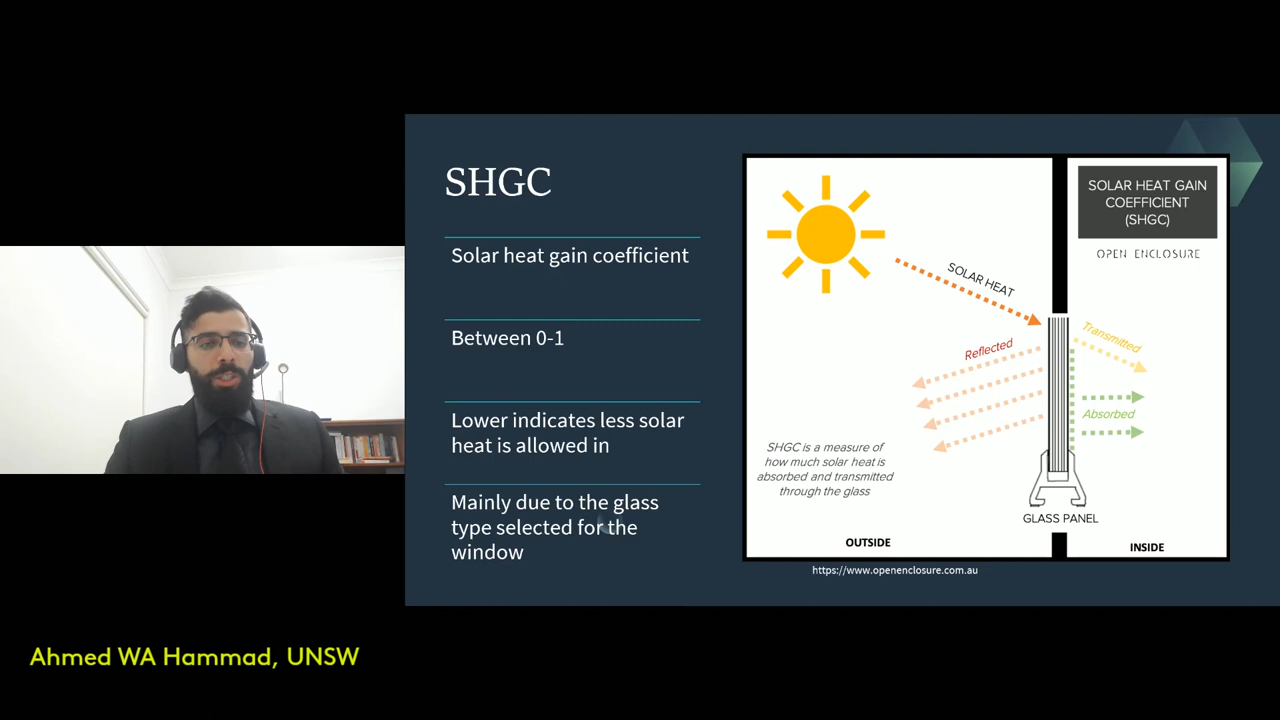 SHGC
Solar heat gain coefficient
Between 0-1
Lower indicates less solar
heat is allowed in
Mainly due to the glass
type selected for the
window
SOLAR HEAT GAIN
COEFFICIENT
(SHGC)
OPEN ENCLOSURE
SOLAR HEAT
Reflected
Transmitted
Absorbed
SHGC is a measure of
how much solar heat is
absorbed and transmitted
through the glass
GLASS PANEL
OUTSIDE
INSIDE
https://www.openenclosure.com.au
Ahmed WA Hammad, UNSW